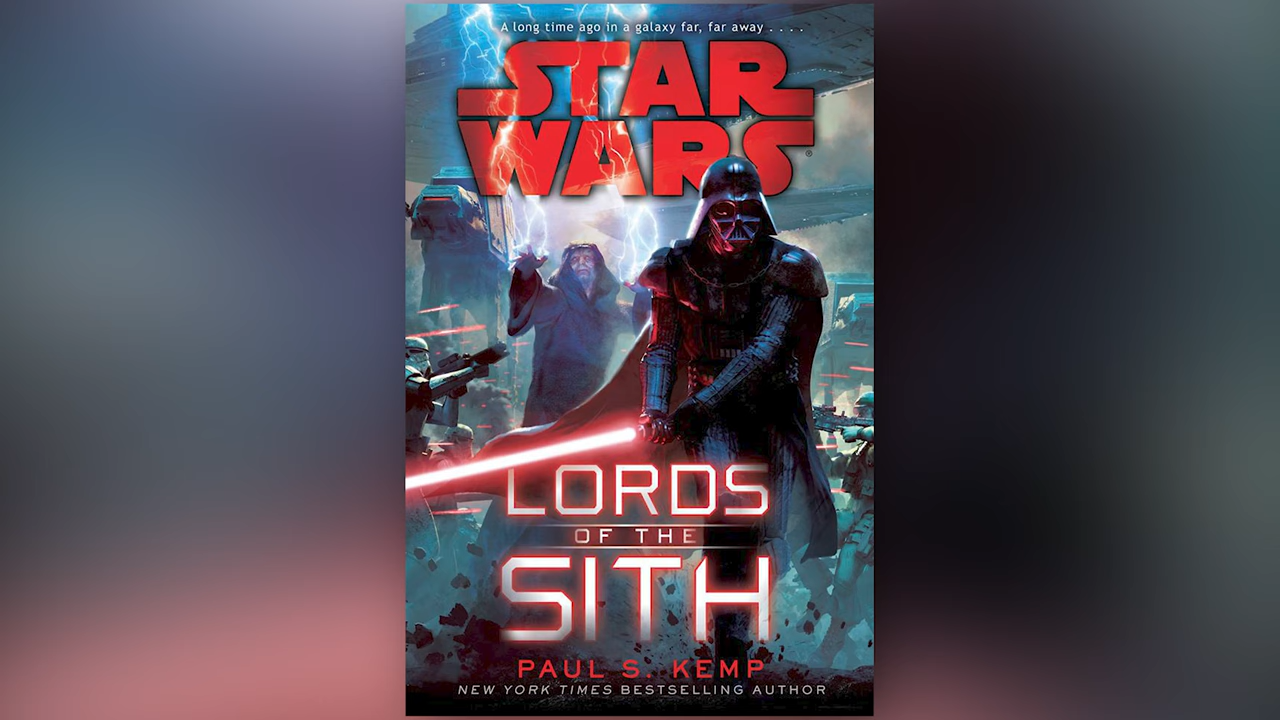 A long time ago in a galaxy far, far away . . . .
STAR
WARS®
LORDS
OF THE
SITH
PAUL S. KEMP
NEW YORK TIMES BESTSELLING AUTHOR